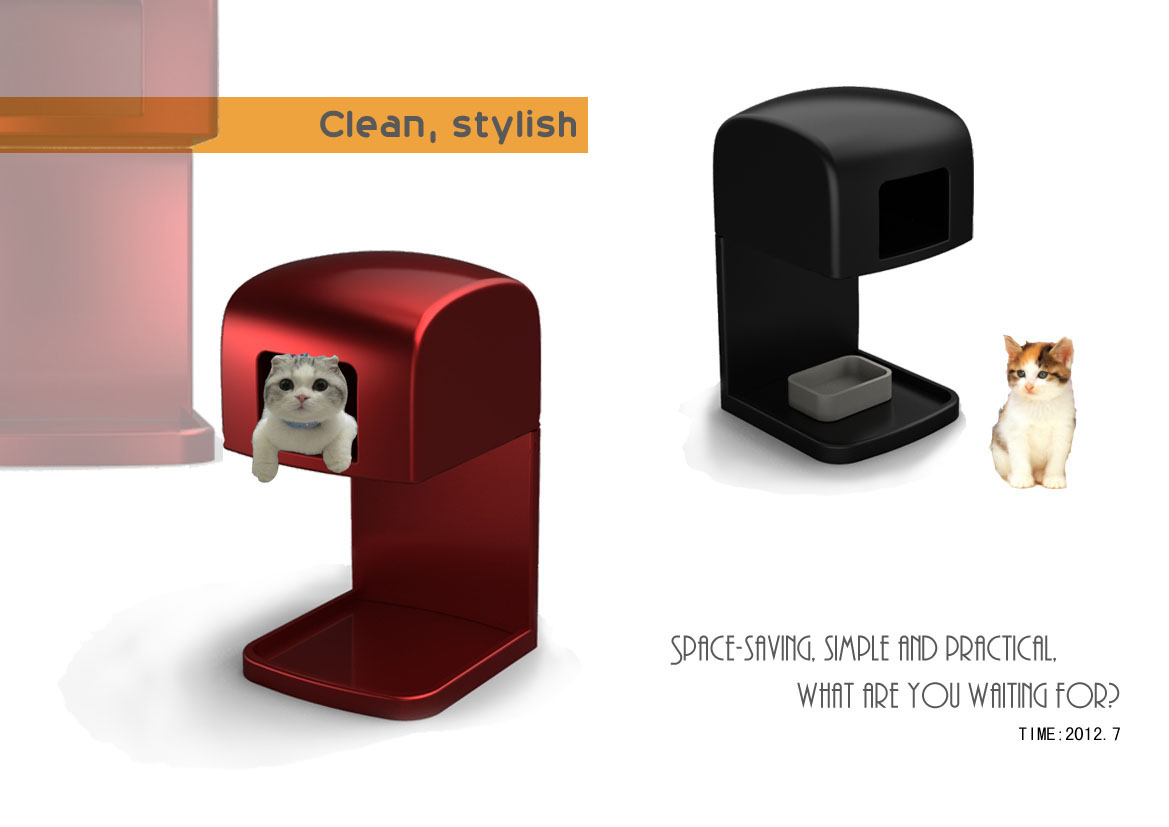 Clean, stylish
SPACE-SAVING, SIMPLE AND PRACTICAL,
WHAT ARE YOU WAITING FOR?
TIME:2012.7